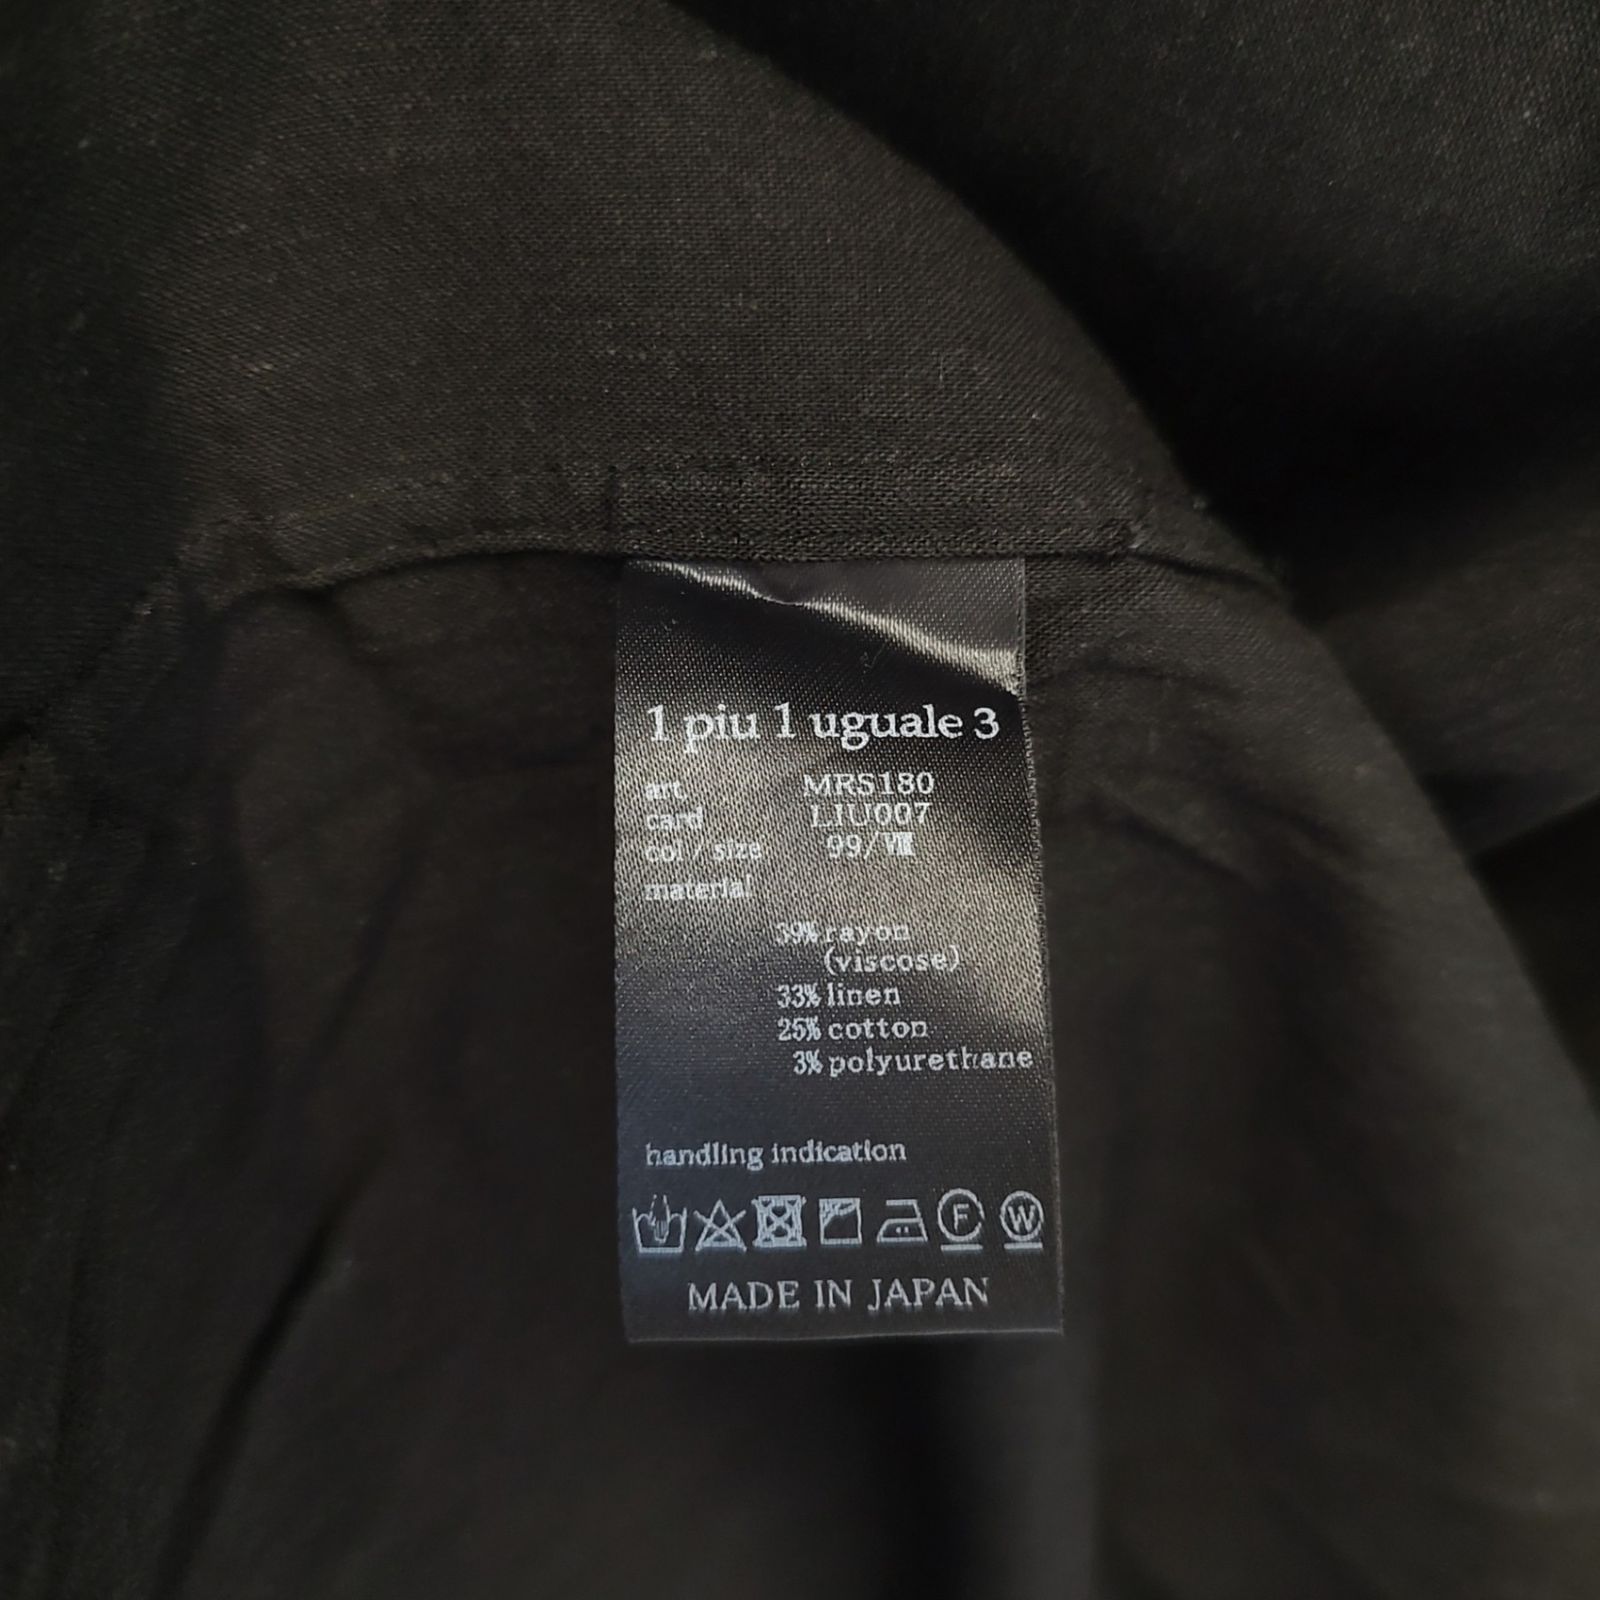 1 piu 1 uguale 3
art. MRS180
card LIU007
col / size 99/Ⅷ
material
39% rayon
(viscose)
33% linen
25% cotton
3% polyurethane
handling indication
F W
MADE IN JAPAN